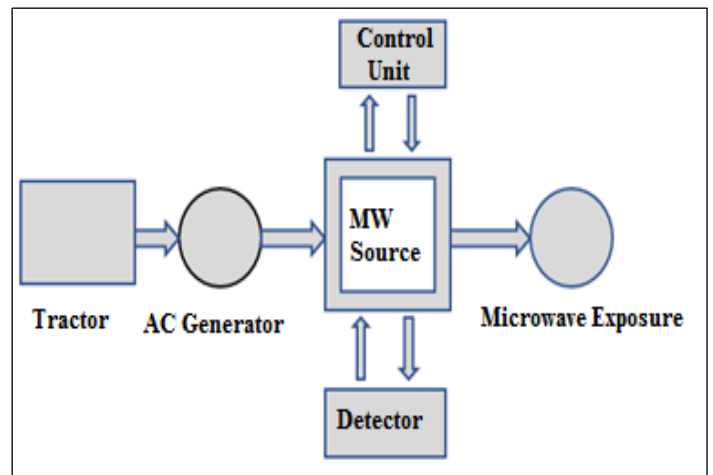 Control
Unit
MW
Source
Tractor
AC Generator
Microwave Exposure
Detector